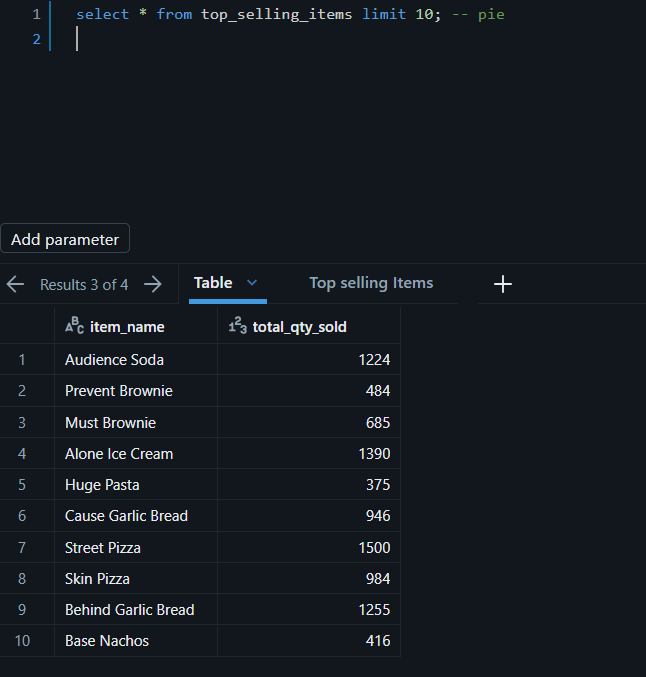 1 select * from top_selling_items limit 10; -- pie
2
Add parameter
Results 3 of 4 Table Top selling Items
ABC item_name 123 total_qty_sold
1 Audience Soda 1224
2 Prevent Brownie 484
3 Must Brownie 685
4 Alone Ice Cream 1390
5 Huge Pasta 375
6 Cause Garlic Bread 946
7 Street Pizza 1500
8 Skin Pizza 984
9 Behind Garlic Bread 1255
10 Base Nachos 416